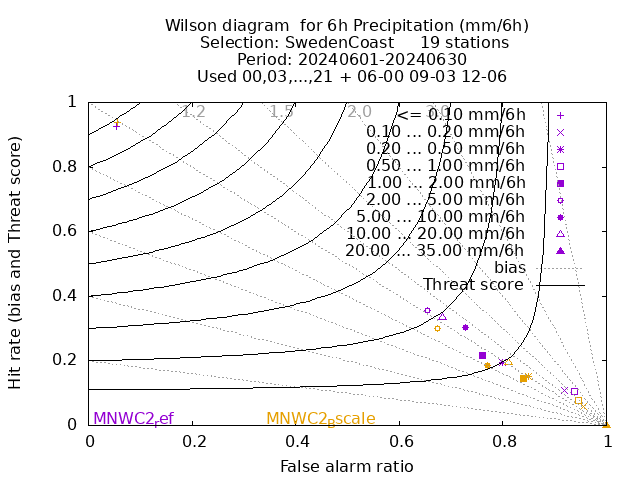 Wilson diagram for 6h Precipitation (mm/6h)
Selection: SwedenCoast 19 stations
Period: 20240601-20240630
Used 00,03,...,21 + 06-00 09-03 12-06
Hit rate (bias and Threat score)
1
0.8
0.6
0.4
0.2
0
1.2 1.5 2.0 3.0
<= 0.10 mm/6h
0.10 ... 0.20 mm/6h
0.20 ... 0.50 mm/6h
0.50 ... 1.00 mm/6h
1.00 ... 2.00 mm/6h
2.00 ... 5.00 mm/6h
5.00 ... 10.00 mm/6h
10.00 ... 20.00 mm/6h
20.00 ... 35.00 mm/6h
bias
Threat score
MNWC2ref MNWC2Bscale
0 0.2 0.4 0.6 0.8 1
False alarm ratio